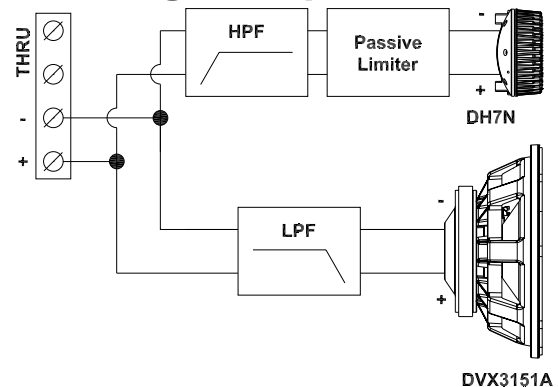 THRU
-
+
HPF
Passive
Limiter
-
+
DH7N
LPF
-
+
DVX3151A